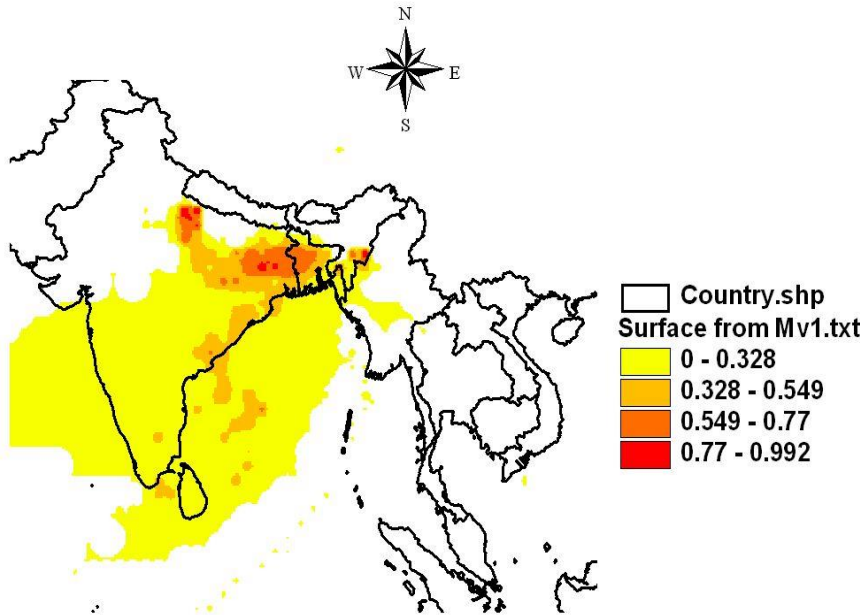 N
W E
S
Country.shp
Surface from Mv1.txt
0 - 0.328
0.328 - 0.549
0.549 - 0.77
0.77 - 0.992